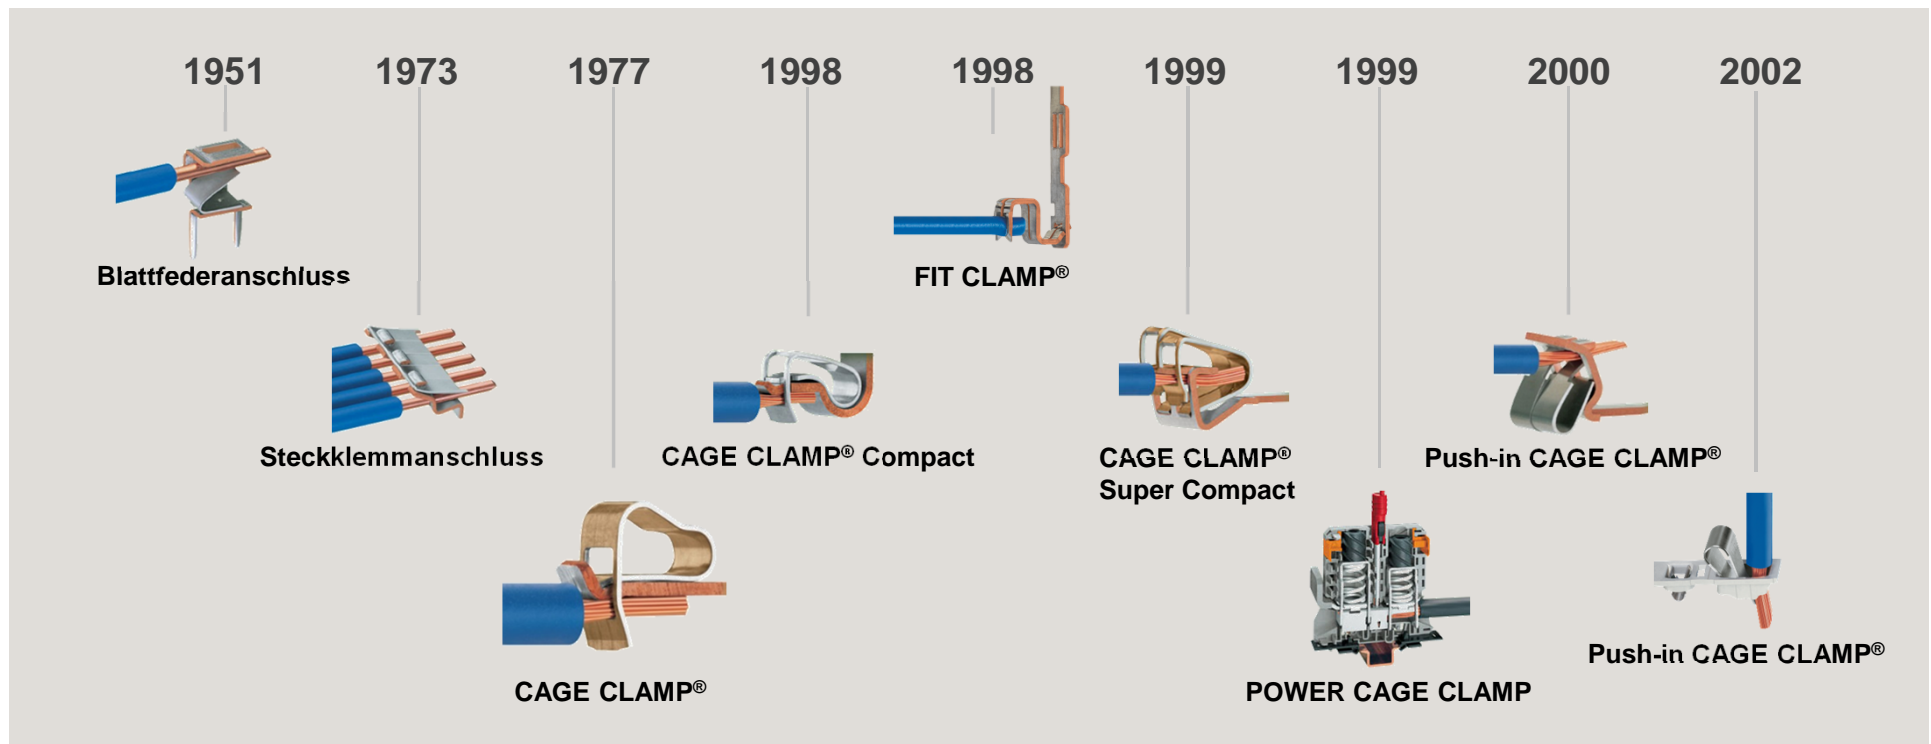 1951 1973 1977 1998 1998 1999 1999 2000 2002
Blattfederanschluss
FIT CLAMP®
Steckklemmanschluss
CAGE CLAMP® Compact
CAGE CLAMP®
Super Compact
Push-in CAGE CLAMP®
Push-in CAGE CLAMP®
CAGE CLAMP®
POWER CAGE CLAMP